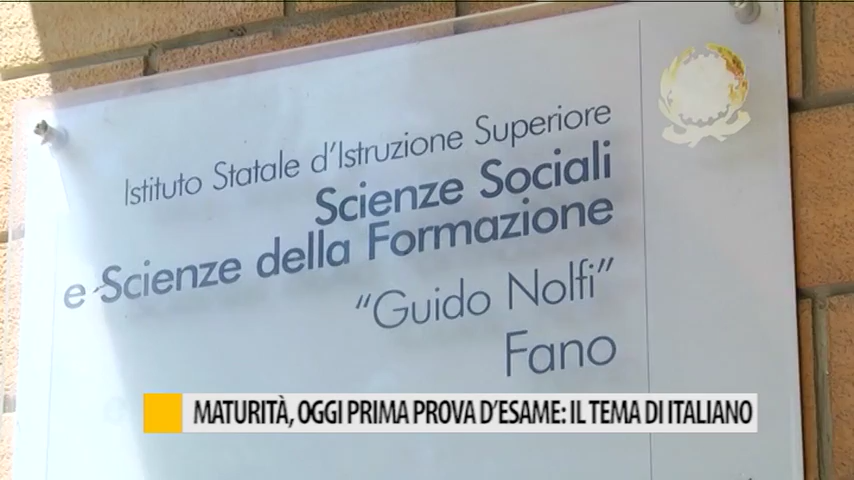 Istituto Statale d'Istruzione Superiore
Scienze Sociali
e Scienze della Formazione
"Guido Nolfi"
Fano
MATURITÀ, OGGI PRIMA PROVA D'ESAME: IL TEMA DI ITALIANO